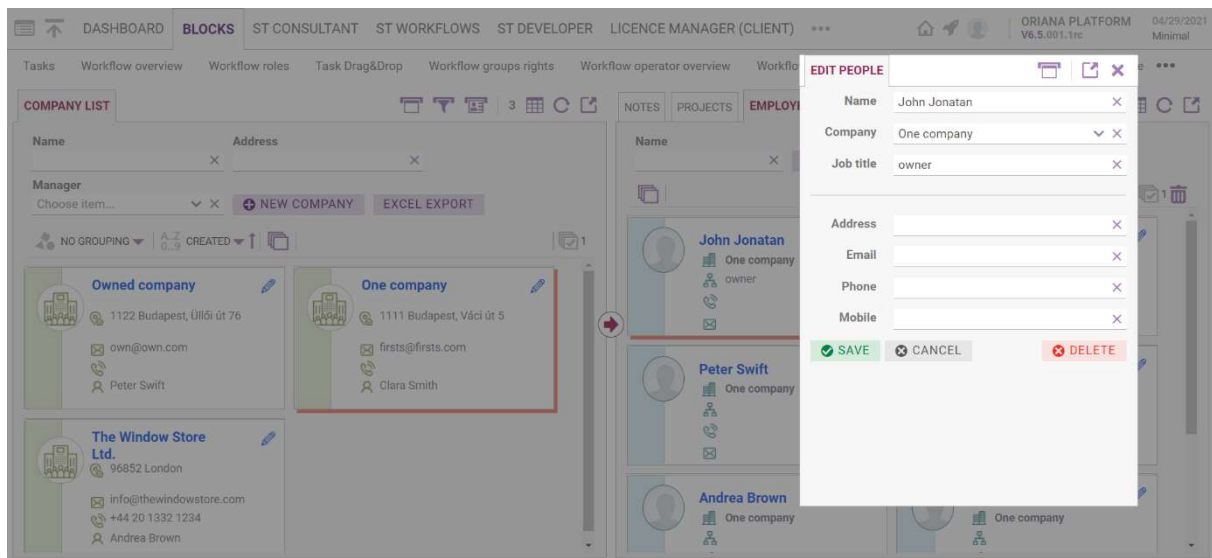 DASHBOARD BLOCKS ST CONSULTANT ST WORKFLOWS ST DEVELOPER LICENCE MANAGER (CLIENT) ORIANA PLATFORM 04/29/2021
V6.5.001.1rc Minimal
Tasks Workflow overview Workflow roles Task Drag&Drop Workflow groups rights Workflow operator overview Workflo
COMPANY LIST 3
Name Address
Manager
Choose item... NEW COMPANY EXCEL EXPORT
NO GROUPING A..Z 0..9 CREATED 1
Owned company
1122 Budapest, Üllői út 76
own@own.com
Peter Swift
One company
1111 Budapest, Váci út 5
firsts@firsts.com
Clara Smith
The Window Store
Ltd.
96852 London
info@thewindowstore.com
+44 20 1332 1234
Andrea Brown
NOTES PROJECTS EMPLOY
Name
1
John Jonatan
One company
owner
Peter Swift
One company
Andrea Brown
One company
One company
EDIT PEOPLE
Name John Jonatan
Company One company
Job title owner
Address
Email
Phone
Mobile
SAVE CANCEL DELETE